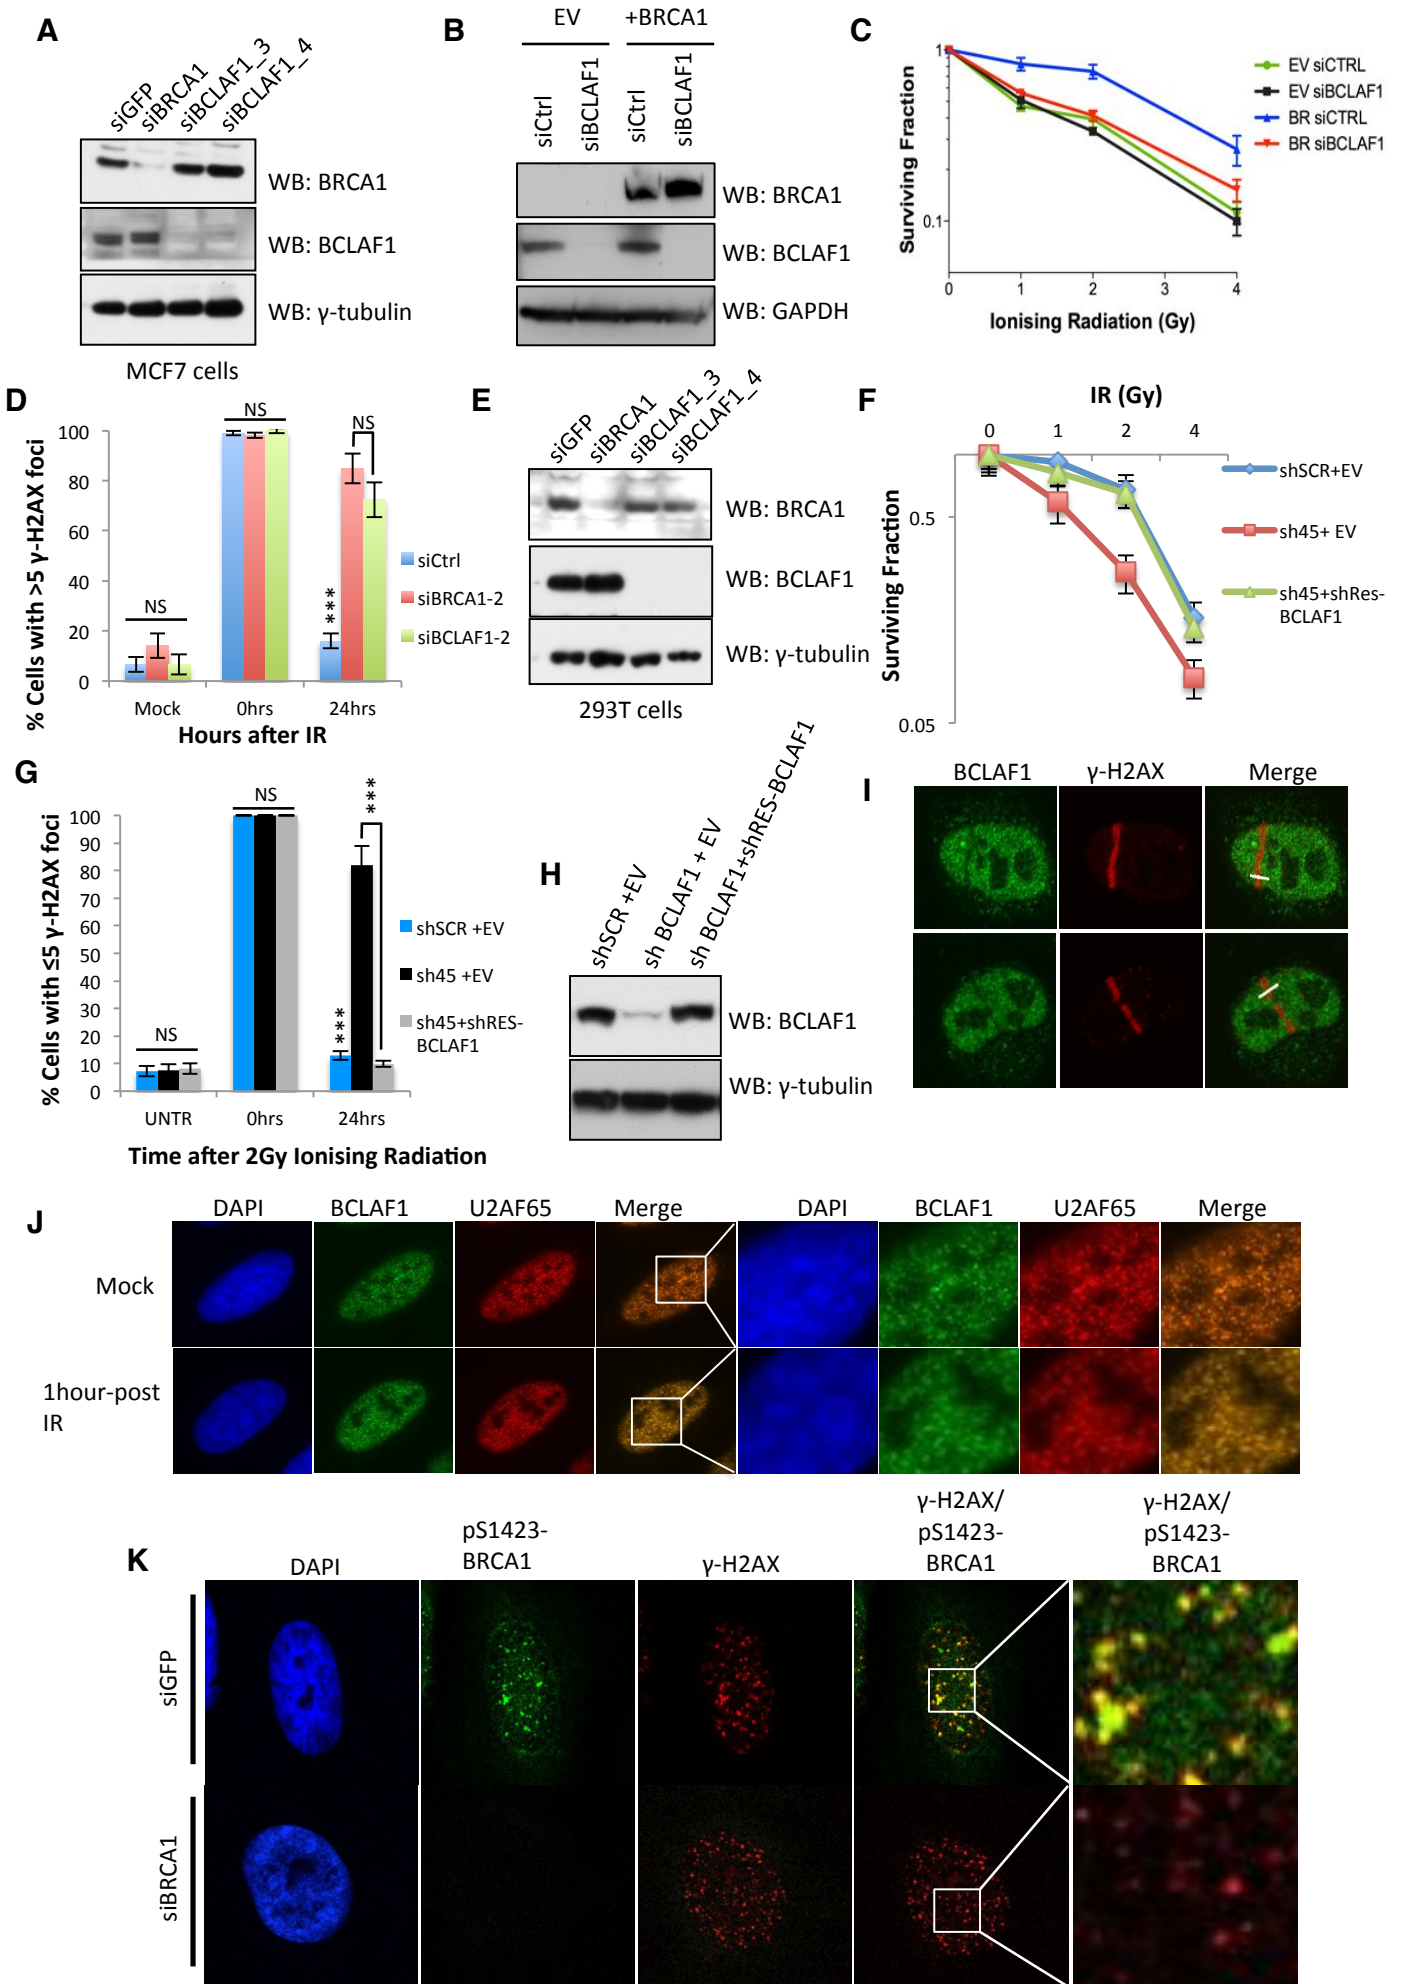 A
siGFP
siBRCA1
siBCLAF1_3
siBCLAF1_4
WB: BRCA1
WB: BCLAF1
WB: γ-tubulin
MCF7 cells
B
EV
+BRCA1
siCtrl
siBCLAF1
siCtrl
siBCLAF1
WB: BRCA1
WB: BCLAF1
WB: GAPDH
C
Surviving Fraction
1
0.1
0
1
2
3
4
Ionising Radiation (Gy)
EV siCTRL
EV siBCLAF1
BR siCTRL
BR siBCLAF1
D
% Cells with >5 γ-H2AX foci
100
80
60
40
20
0
NS
NS
NS
***
Mock
0hrs
24hrs
Hours after IR
siCtrl
siBRCA1-2
siBCLAF1-2
E
siGFP
siBRCA1
siBCLAF1_3
siBCLAF1_4
WB: BRCA1
WB: BCLAF1
WB: γ-tubulin
293T cells
F
IR (Gy)
0
1
2
4
Surviving Fraction
0.5
0.05
shSCR+EV
sh45+ EV
sh45+shRes-
BCLAF1
G
% Cells with ≤5 γ-H2AX foci
100
90
80
70
60
50
40
30
20
10
0
NS
NS
***
***
UNTR
0hrs
24hrs
Time after 2Gy Ionising Radiation
shSCR +EV
sh45 +EV
sh45+shRES-
BCLAF1
H
shSCR +EV
sh BCLAF1 + EV
sh BCLAF1+shRES-BCLAF1
WB: BCLAF1
WB: γ-tubulin
I
BCLAF1
γ-H2AX
Merge
J
DAPI
BCLAF1
U2AF65
Merge
DAPI
BCLAF1
U2AF65
Merge
Mock
1hour-post
IR
K
DAPI
pS1423-
BRCA1
γ-H2AX
γ-H2AX/
pS1423-
BRCA1
γ-H2AX/
pS1423-
BRCA1
siGFP
siBRCA1